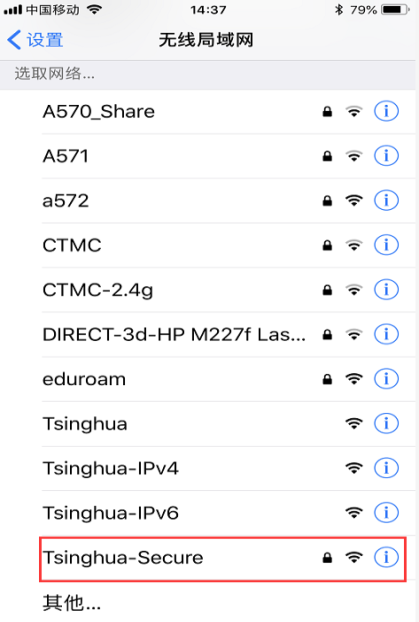 中国移动 14:37 79%
设置 无线局域网
选取网络...
A570_Share
A571
a572
CTMC
CTMC-2.4g
DIRECT-3d-HP M227f Las...
eduroam
Tsinghua
Tsinghua-IPv4
Tsinghua-IPv6
Tsinghua-Secure
其他...